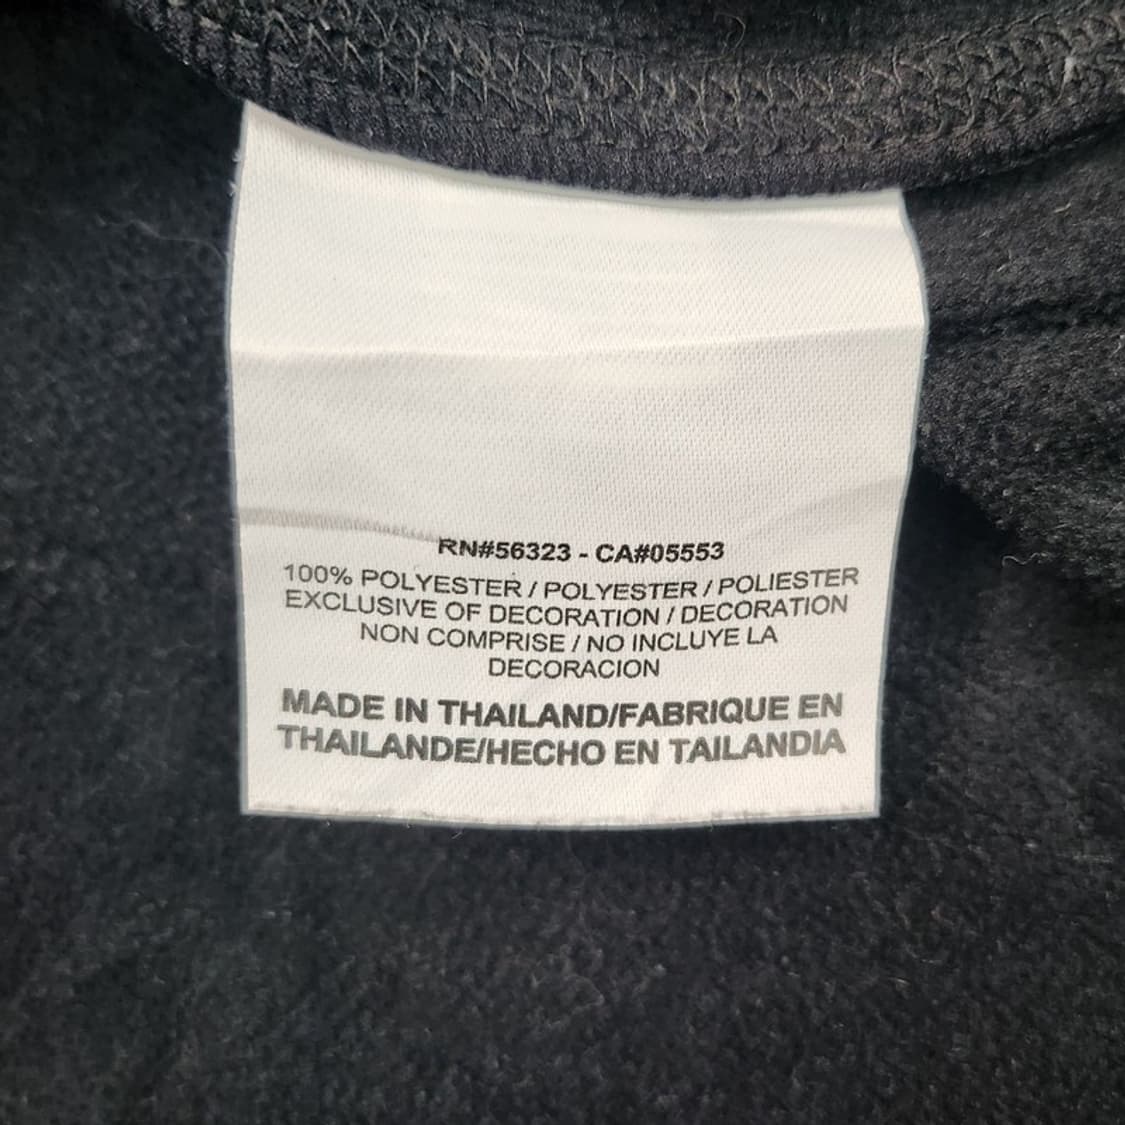 RN#56323 - CA#05553
100% POLYESTER / POLYESTER / POLIESTER
EXCLUSIVE OF DECORATION / DECORATION
NON COMPRISE / NO INCLUYE LA
DECORACION
MADE IN THAILAND/FABRIQUE EN
THAILANDE/HECHO EN TAILANDIA